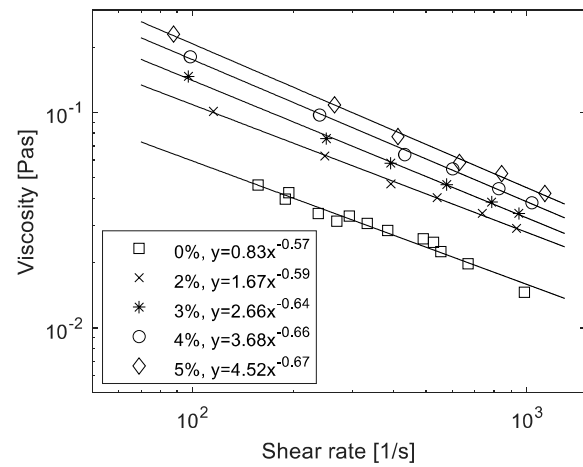 10^-1
Viscosity [Pas]
10^-2
0%, y=0.83x^-0.57
2%, y=1.67x^-0.59
3%, y=2.66x^-0.64
4%, y=3.68x^-0.66
5%, y=4.52x^-0.67
10^2 10^3
Shear rate [1/s]